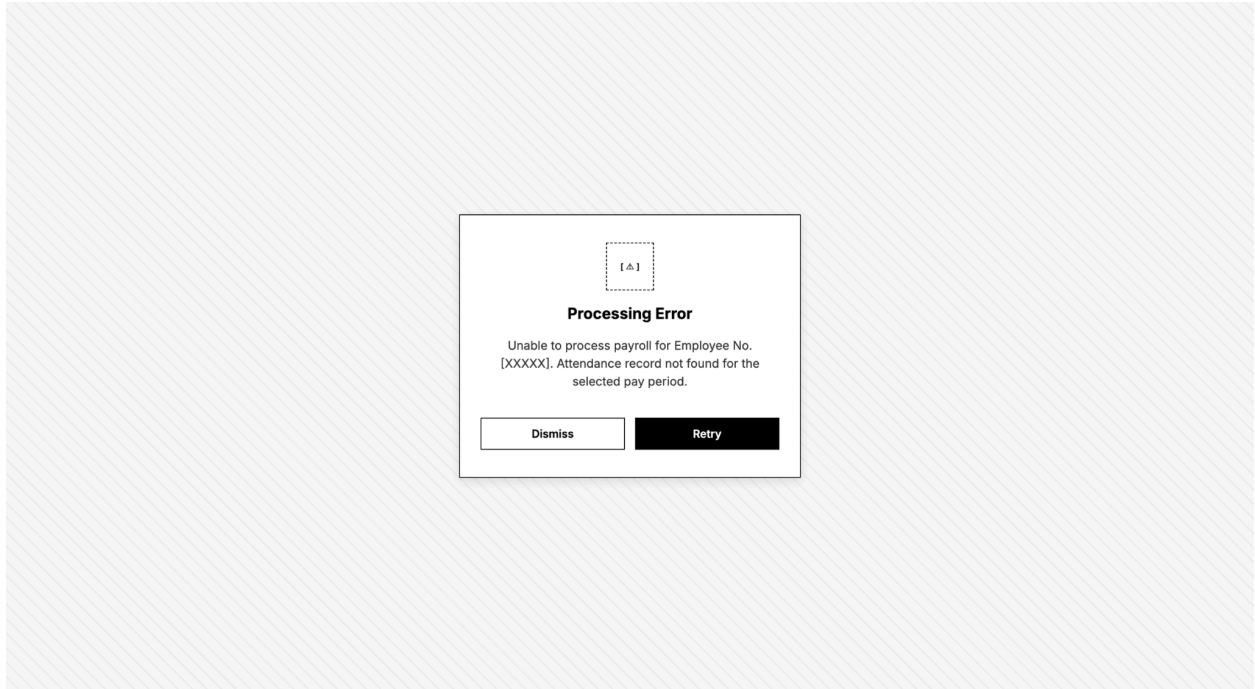 [⚠]
Processing Error
Unable to process payroll for Employee No.
[XXXXX]. Attendance record not found for the
selected pay period.
Dismiss
Retry